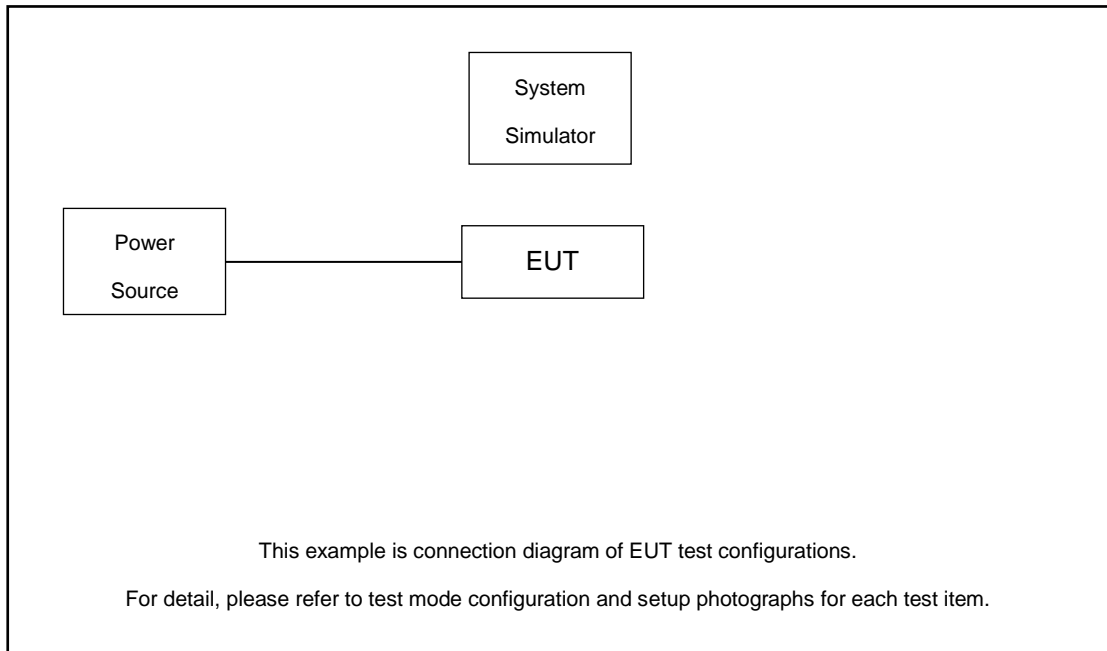 System
Simulator
Power
Source
EUT
This example is connection diagram of EUT test configurations.
For detail, please refer to test mode configuration and setup photographs for each test item.